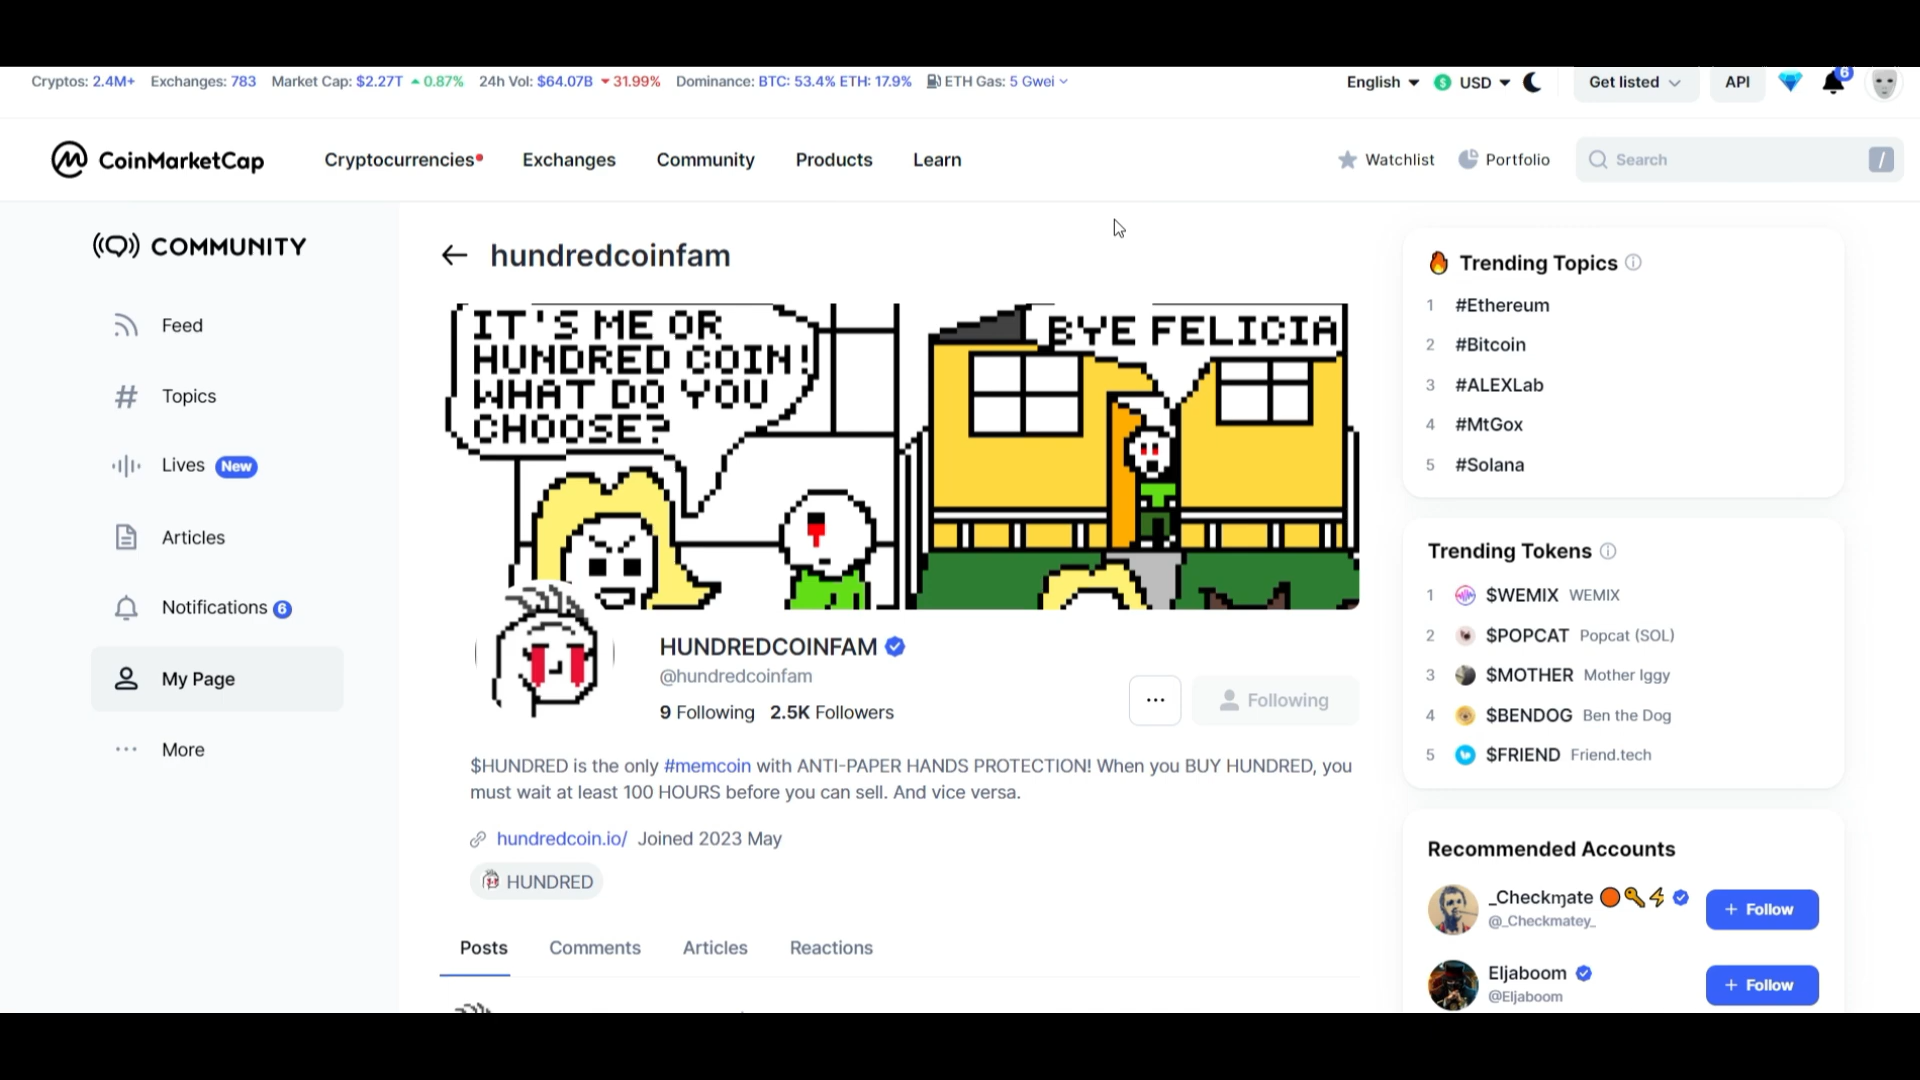 Cryptos: 2.4M+ Exchanges: 783 Market Cap: $2.27T 0.87% 24h Vol: $64.07B 31.99% Dominance: BTC: 53.4% ETH: 17.9% ETH Gas: 5 Gwei
English USD Get listed API 6
CoinMarketCap Cryptocurrencies Exchanges Community Products Learn Watchlist Portfolio Search /
COMMUNITY
Feed
Topics
Lives New
Articles
Notifications 6
My Page
More
hundredcoinfam
IT'S ME OR
HUNDRED COIN!
WHAT DO YOU
CHOOSE?
BYE FELICIA
HUNDREDCOINFAM
@hundredcoinfam
9 Following 2.5K Followers
... Following
$HUNDRED is the only #memcoin with ANTI-PAPER HANDS PROTECTION! When you BUY HUNDRED, you
must wait at least 100 HOURS before you can sell. And vice versa.
hundredcoin.io/ Joined 2023 May
HUNDRED
Posts Comments Articles Reactions
Trending Topics
1 #Ethereum
2 #Bitcoin
3 #ALEXLab
4 #MtGox
5 #Solana
Trending Tokens
1 $WEMIX WEMIX
2 $POPCAT Popcat (SOL)
3 $MOTHER Mother Iggy
4 $BENDOG Ben the Dog
5 $FRIEND Friend.tech
Recommended Accounts
_Checkɱate
@_Checkmatey_
+ Follow
Eljaboom
@Eljaboom
+ Follow